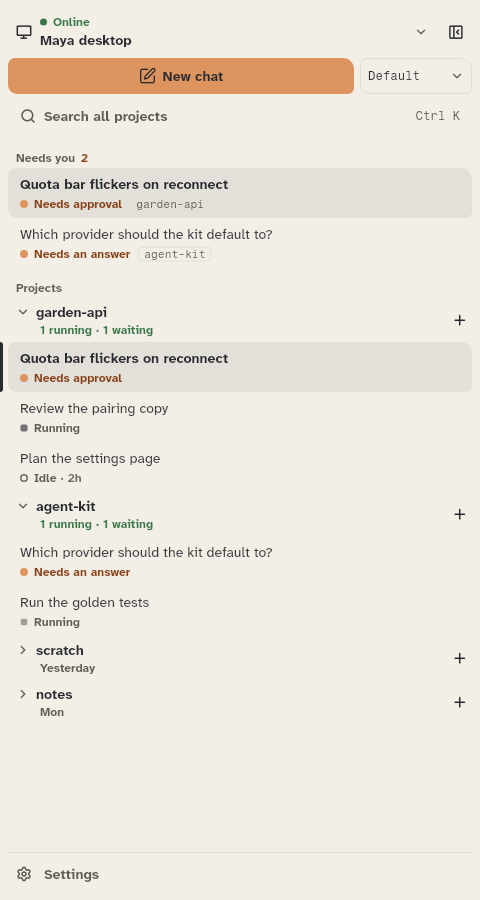 Online
Maya desktop
New chat
Default
Search all projects
Ctrl K
Needs you 2
Quota bar flickers on reconnect
Needs approval garden-api
Which provider should the kit default to?
Needs an answer agent-kit
Projects
garden-api
1 running · 1 waiting
Quota bar flickers on reconnect
Needs approval
Review the pairing copy
Running
Plan the settings page
Idle · 2h
agent-kit
1 running · 1 waiting
Which provider should the kit default to?
Needs an answer
Run the golden tests
Running
scratch
Yesterday
notes
Mon
Settings